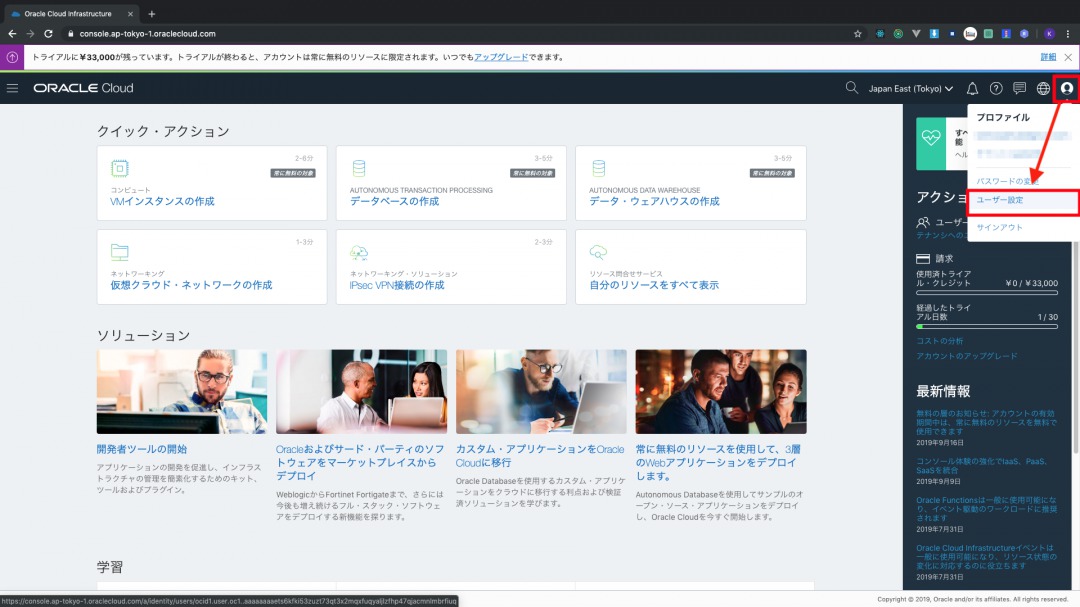 Oracle Cloud Infrastructure
console.ap-tokyo-1.oraclecloud.com
K
トライアルに¥33,000が残っています。トライアルが終わると、アカウントは常に無料のリソースに限定されます。いつでもアップグレードできます。
詳細
ORACLE Cloud
Japan East (Tokyo)
プロファイル
パスワードの変更
ユーザー設定
サインアウト
クイック・アクション
2-6分
常に無料の対象
コンピュート
VMインスタンスの作成
3-5分
常に無料の対象
AUTONOMOUS TRANSACTION PROCESSING
データベースの作成
3-5分
常に無料の対象
AUTONOMOUS DATA WAREHOUSE
データ・ウェアハウスの作成
1-3分
ネットワーキング
仮想クラウド・ネットワークの作成
2-3分
ネットワーキング・ソリューション
IPsec VPN接続の作成
リソース問合せサービス
自分のリソースをすべて表示
ソリューション
開発者ツールの開始
アプリケーションの開発を促進し、インフラス
トラクチャの管理を簡素化するためのキット、
ツールおよびプラグイン。
Oracleおよびサード・パーティのソフ
トウェアをマーケットプレイスから
デプロイ
WeblogicからFortinet Fortigateまで、さらには
今後も増え続けるフル・スタック・ソフトウェ
アをデプロイする新機能を探ります。
カスタム・アプリケーションをOracle
Cloudに移行
Oracle Databaseを使用するカスタム・アプリケ
ーションをクラウドに移行する利点および検証
済ソリューションを学びます。
常に無料のリソースを使用して、3層
のWebアプリケーションをデプロイ
します。
Autonomous Databaseを使用してサンプルのオ
ープン・ソース・アプリケーションをデプロイ
し、Oracle Cloudを今すぐ開始します。
学習
すべ
能
ヘル
アクショ
ユーザー
テナンシへのユ
請求
使用済トライア
ル・クレジット
¥0 / ¥33,000
経過したトライ
アル日数
1 / 30
コストの分析
アカウントのアップグレード
最新情報
無料の層のお知らせ: アカウントの有効
期間中は、常に無料のリソースを無料で
使用できます
2019年9月16日
コンソール体験の強化でIaaS、PaaS、
SaaSを統合
2019年9月9日
Oracle Functionsは一般に使用可能にな
り、イベント駆動のワークロードに推奨
されます
2019年7月31日
Oracle Cloud Infrastructureイベントは
一般に使用可能になり、リソース状態の
変化に対応するのに役立ちます
2019年7月31日
Copyright © 2019, Oracle and/or its affiliates. All rights reserved.